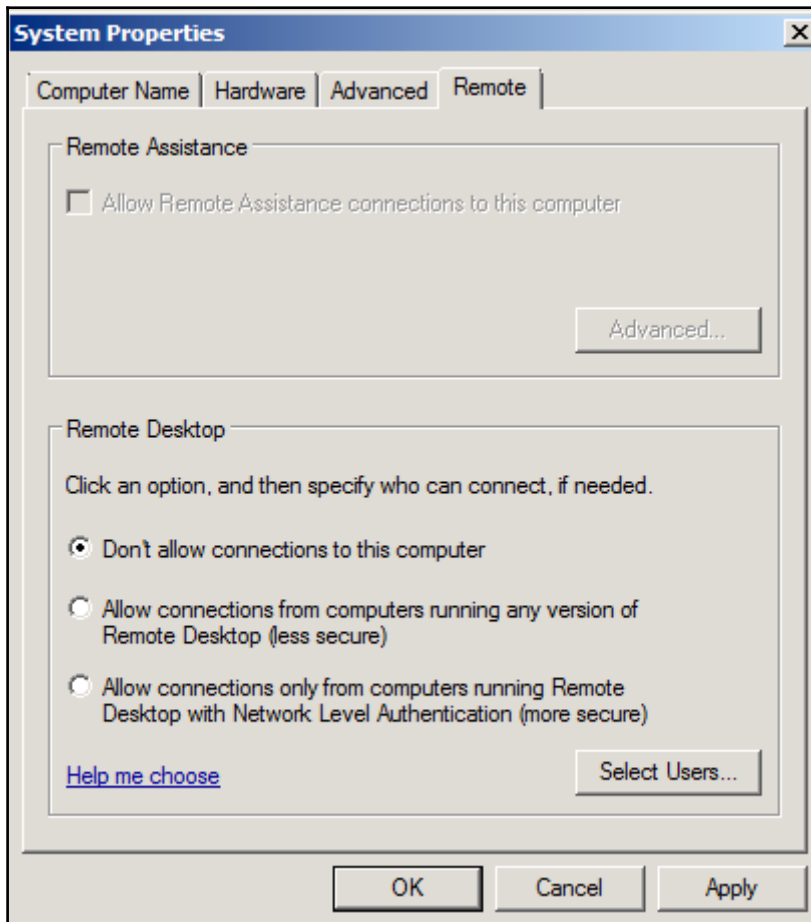 System Properties
Computer Name
Hardware
Advanced
Remote
Remote Assistance
Allow Remote Assistance connections to this computer
Advanced...
Remote Desktop
Click an option, and then specify who can connect, if needed.
Don't allow connections to this computer
Allow connections from computers running any version of
Remote Desktop (less secure)
Allow connections only from computers running Remote
Desktop with Network Level Authentication (more secure)
Help me choose
Select Users...
OK
Cancel
Apply